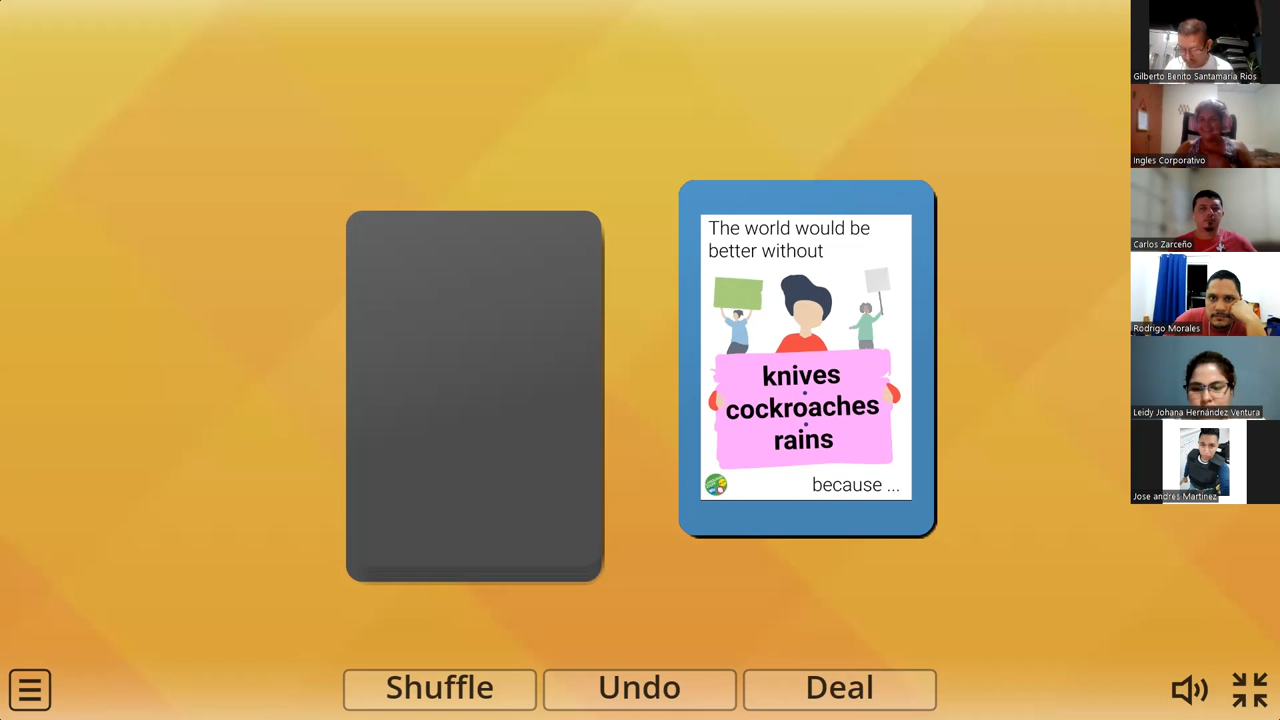 The world would be
better without
knives
cockroaches
rains
because ...
Shuffle
Undo
Deal
Gilberto Benito Santamaria Rios
Ingles Corporativo
Carlos Zarceño
Rodrigo Morales
Leidy Johana Hernández Ventura
Jose andres Martinez